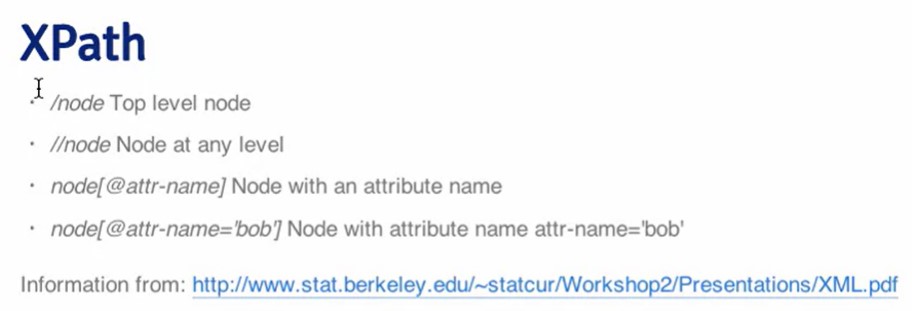 XPath
· /node Top level node
· //node Node at any level
· node[@attr-name] Node with an attribute name
· node[@attr-name='bob'] Node with attribute name attr-name='bob'
Information from: http://www.stat.berkeley.edu/~statcur/Workshop2/Presentations/XML.pdf